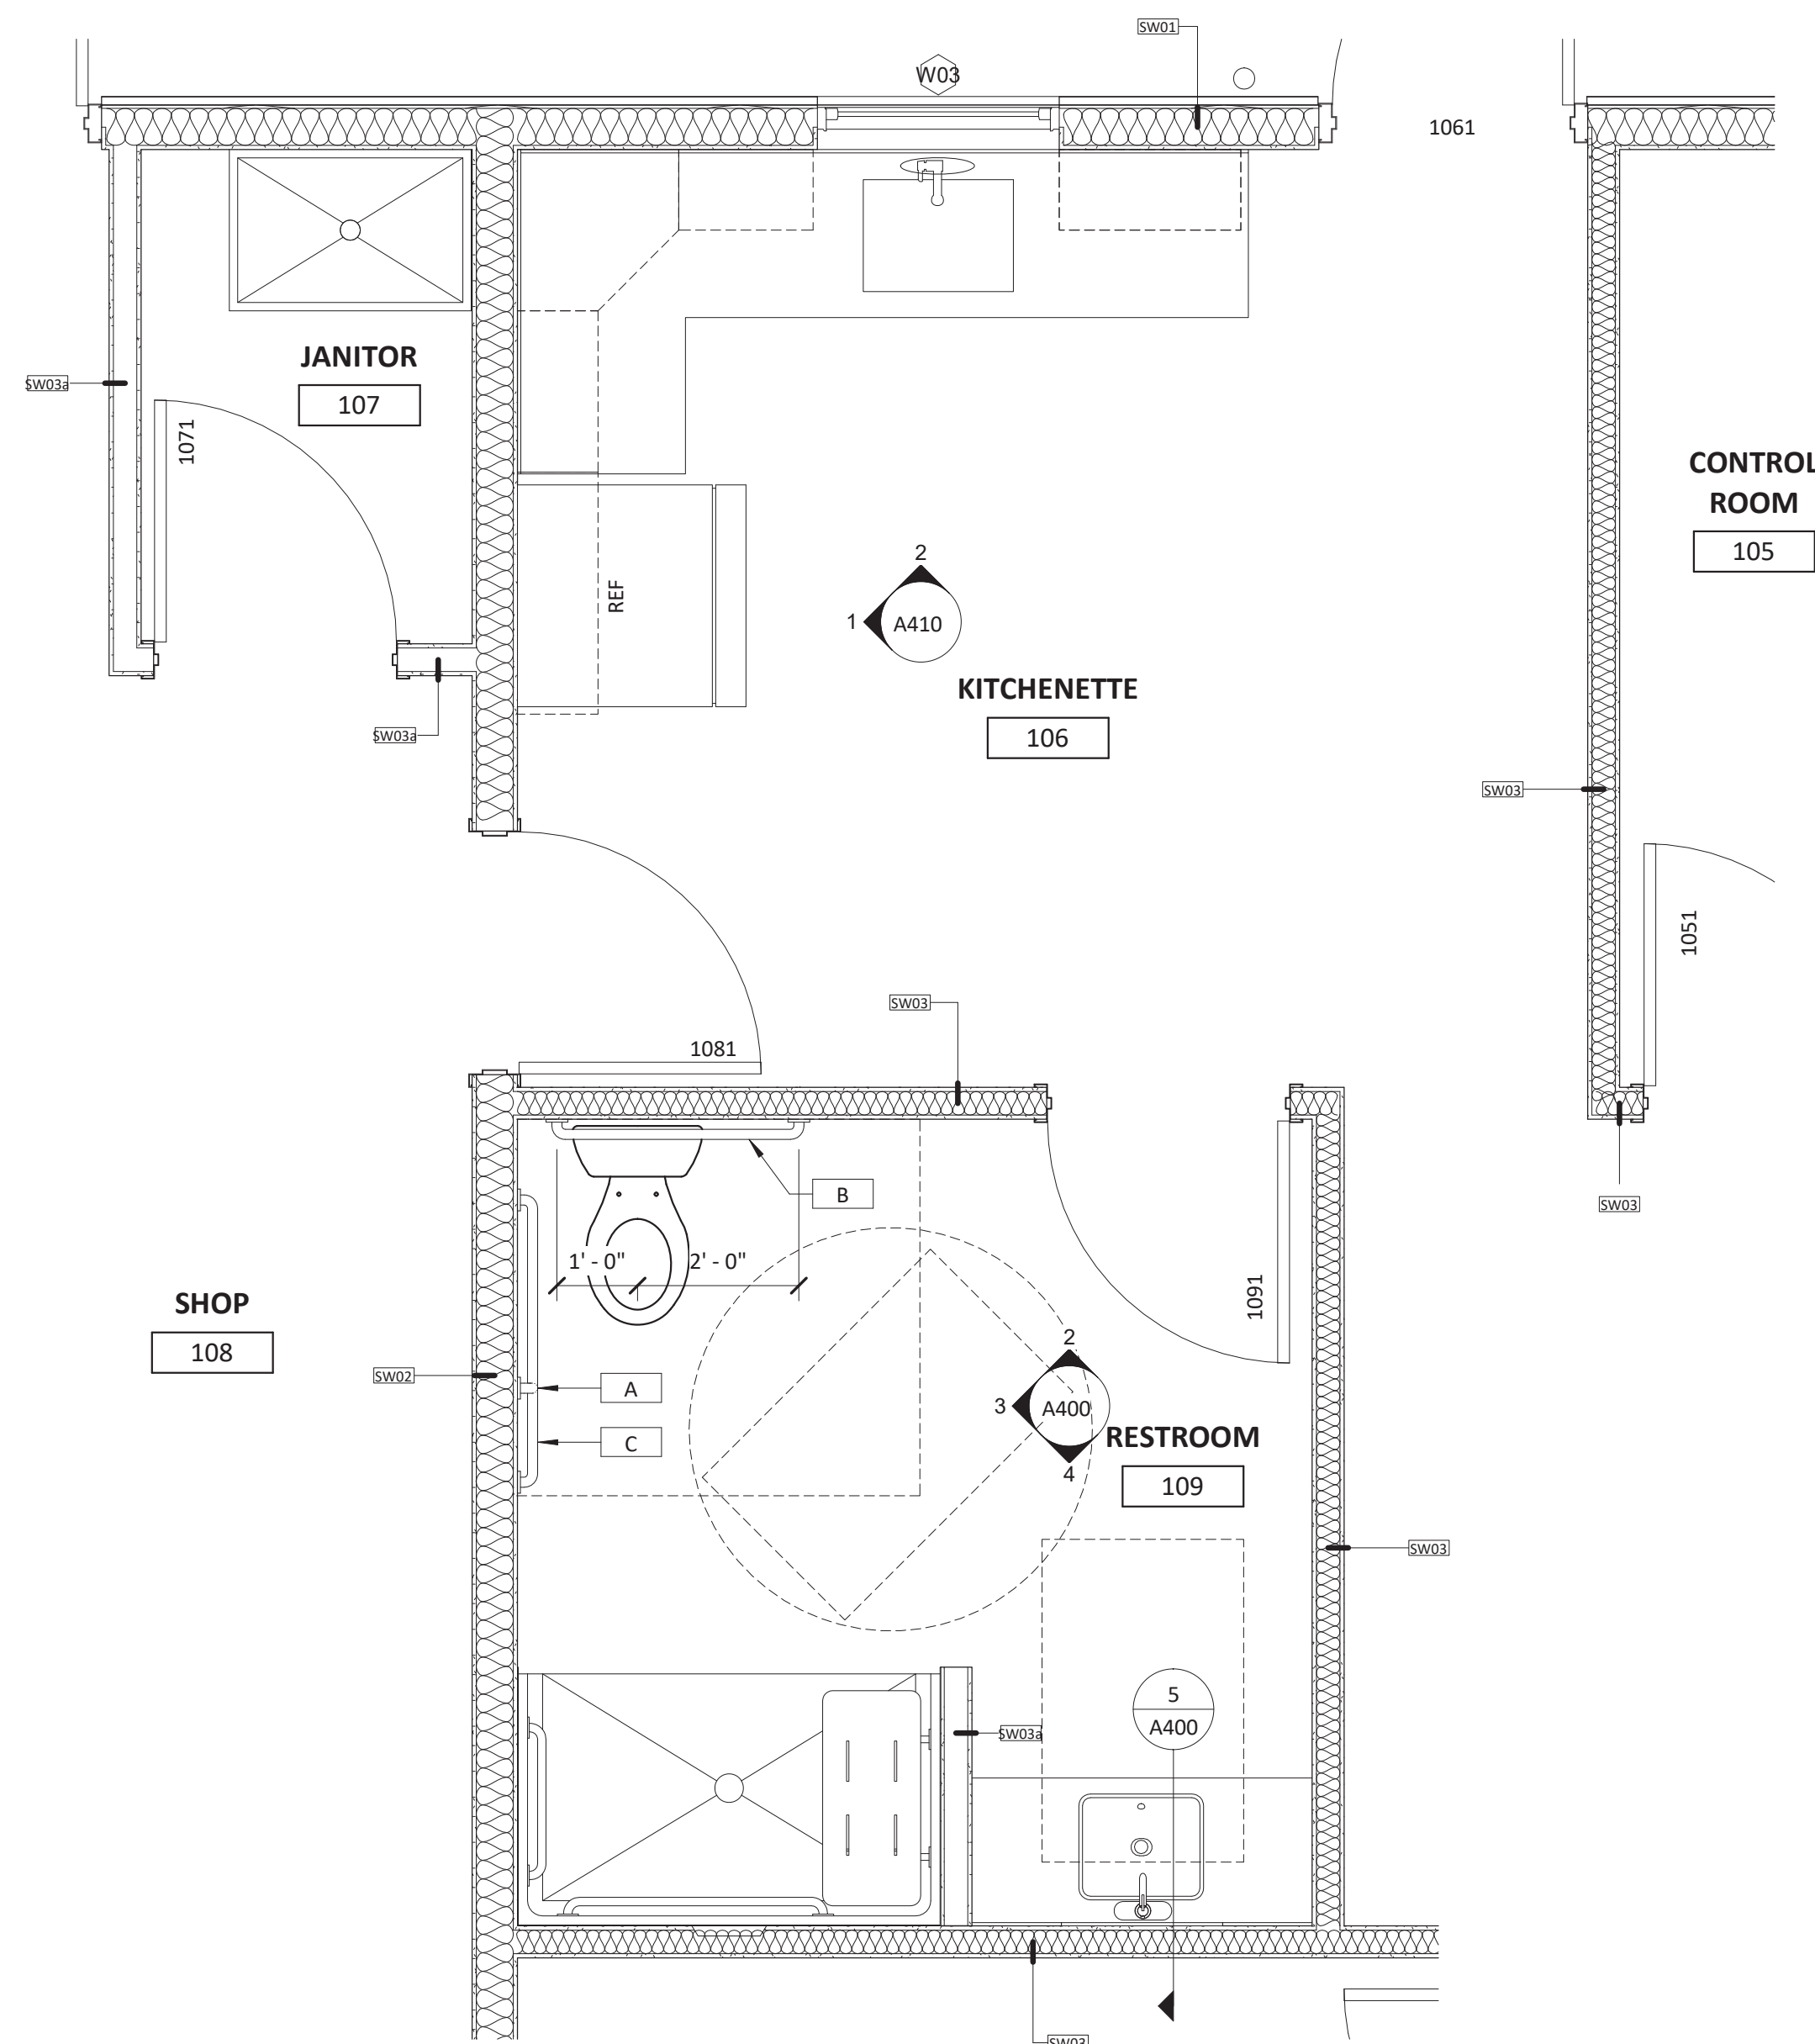 SW01
W03
1061
JANITOR
107
SW03a
1071
CONTROL
ROOM
105
REF
2
1
A410
KITCHENETTE
106
SW03a
SW03
1051
SW03
1081
SW03
B
1' - 0"
2' - 0"
1091
SHOP
108
SW02
A
C
2
3
A400
4
RESTROOM
109
SW03
5
A400
SW03a
SW03